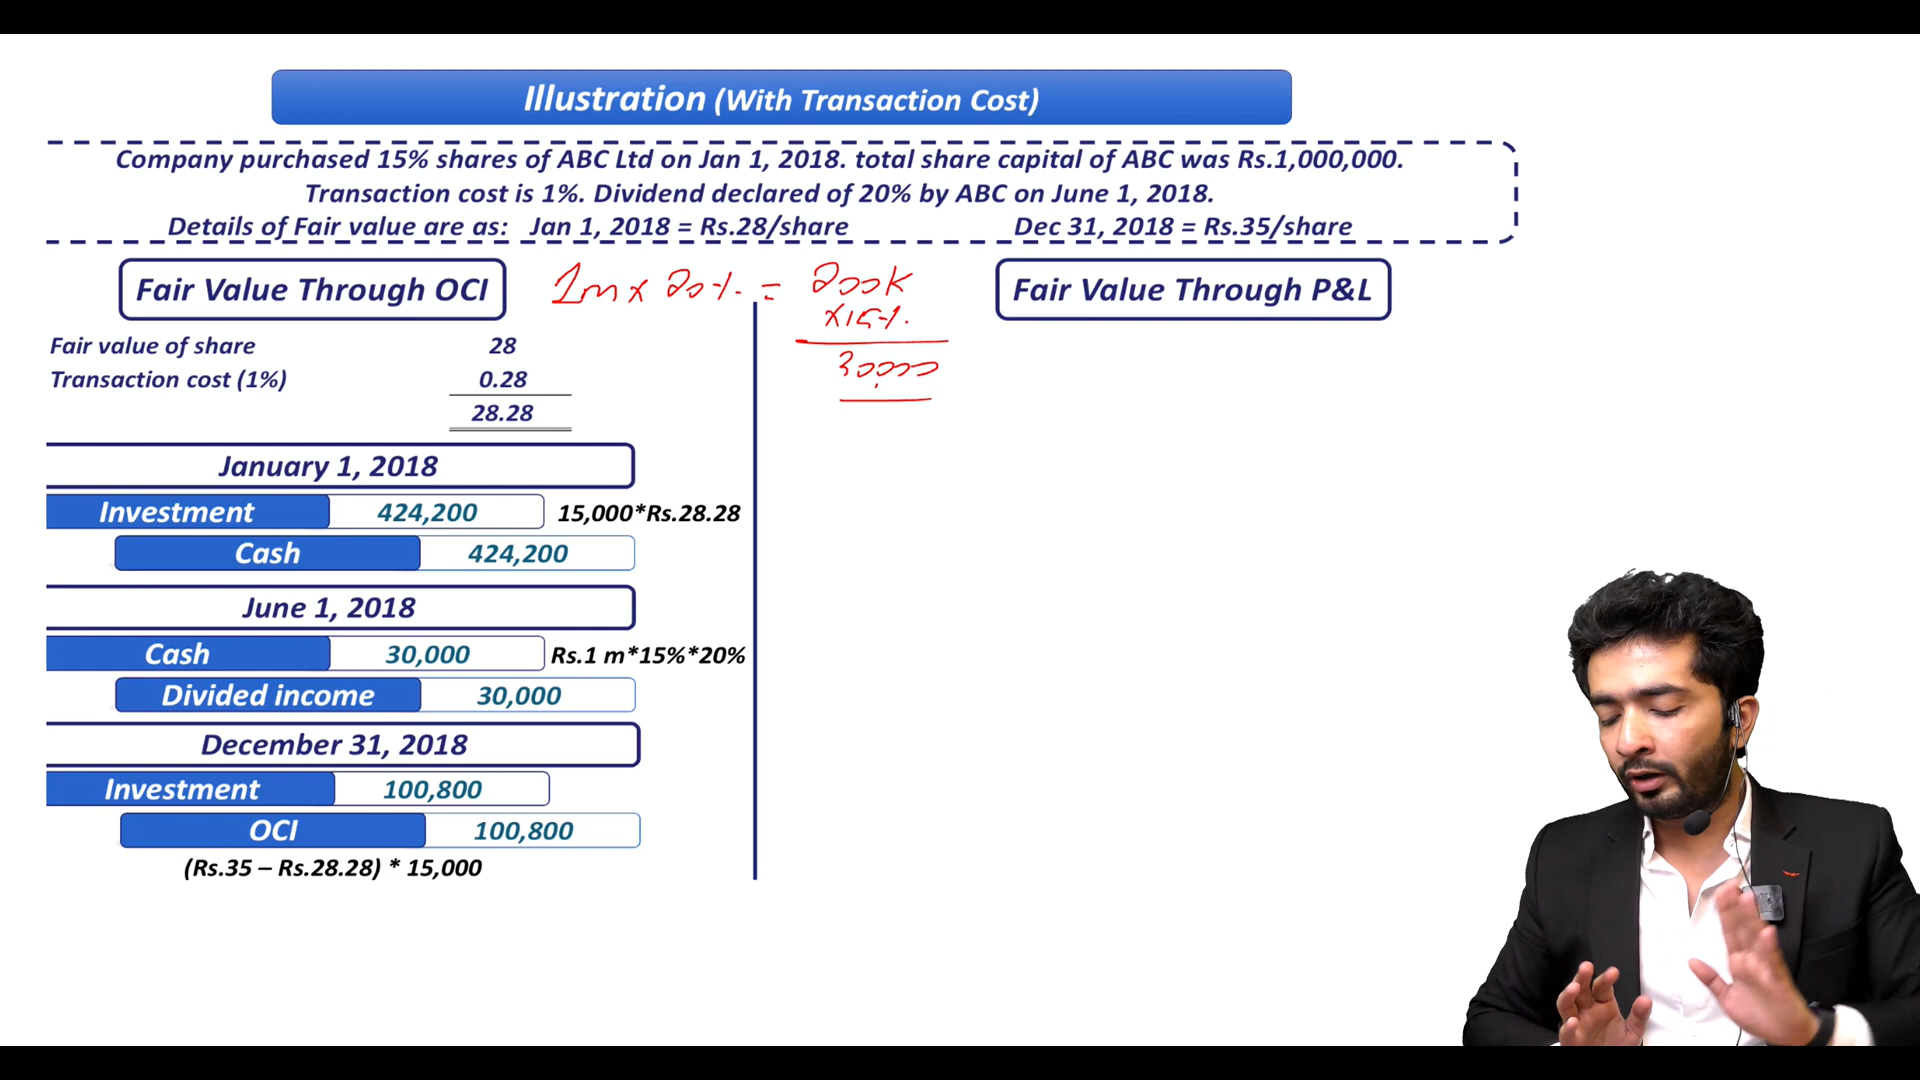 Illustration (With Transaction Cost)
Company purchased 15% shares of ABC Ltd on Jan 1, 2018. total share capital of ABC was Rs.1,000,000.
Transaction cost is 1%. Dividend declared of 20% by ABC on June 1, 2018.
Details of Fair value are as: Jan 1, 2018 = Rs.28/share Dec 31, 2018 = Rs.35/share
Fair Value Through OCI
1m x 20% = 200K
x15%
30,000
Fair Value Through P&L
Fair value of share 28
Transaction cost (1%) 0.28
28.28
January 1, 2018
Investment 424,200 15,000*Rs.28.28
Cash 424,200
June 1, 2018
Cash 30,000 Rs.1 m*15%*20%
Divided income 30,000
December 31, 2018
Investment 100,800
OCI 100,800
(Rs.35 – Rs.28.28) * 15,000